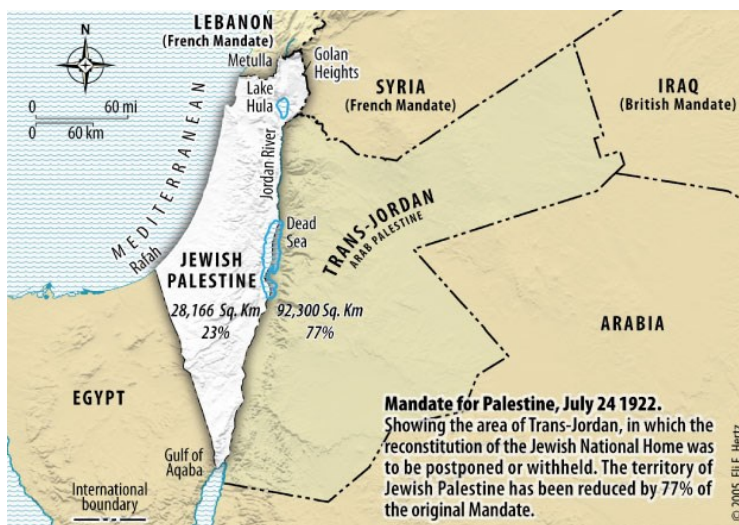 LEBANON
(French Mandate)
Metulla
Golan
Heights
N
SYRIA
(French Mandate)
IRAQ
(British Mandate)
0 60 mi
0 60 km
Lake
Hula
MEDITERRANEAN
Jordan River
Rafah
Dead
Sea
TRANS-JORDAN
ARAB PALESTINE
JEWISH
PALESTINE
28,166 Sq. Km
23%
92,300 Sq. Km
77%
ARABIA
EGYPT
Gulf of
Aqaba
International
boundary
Mandate for Palestine, July 24 1922.
Showing the area of Trans-Jordan, in which the
reconstitution of the Jewish National Home was
to be postponed or withheld. The territory of
Jewish Palestine has been reduced by 77% of
the original Mandate.
© 2005, Eli E. Hertz